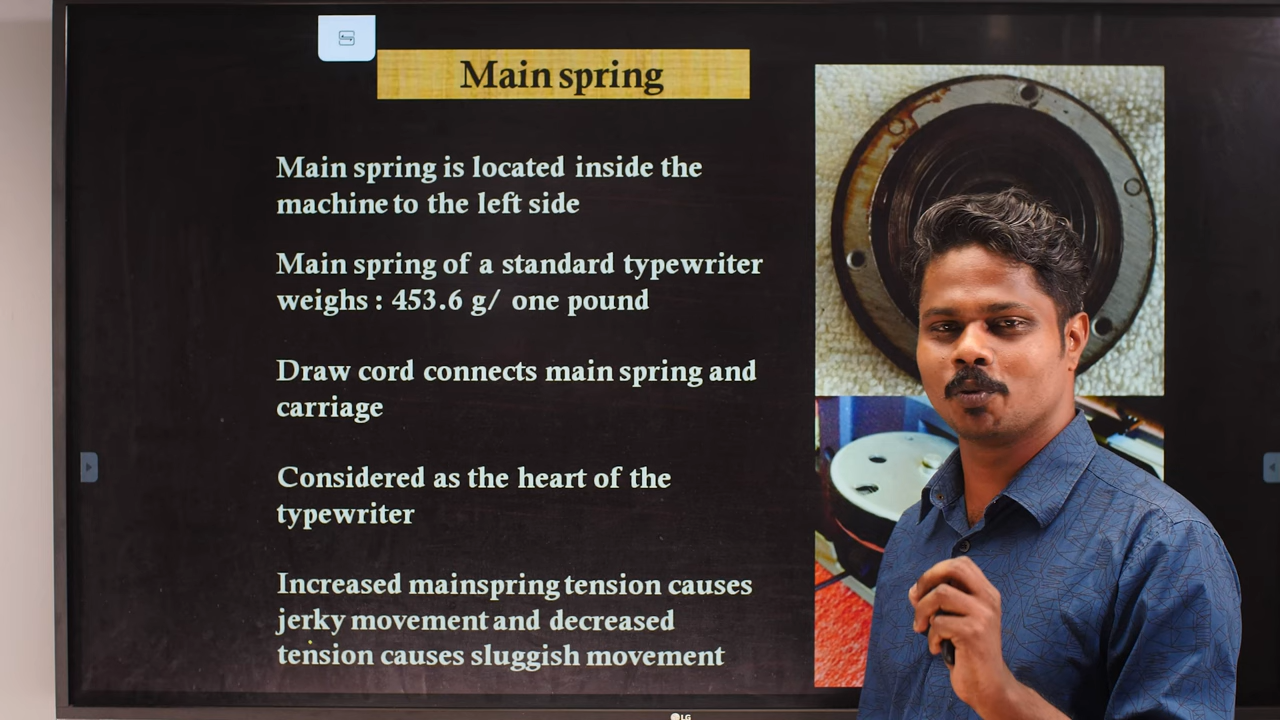 Main spring
Main spring is located inside the
machine to the left side
Main spring of a standard typewriter
weighs : 453.6 g/ one pound
Draw cord connects main spring and
carriage
Considered as the heart of the
typewriter
Increased mainspring tension causes
jerky movement and decreased
tension causes sluggish movement
LG